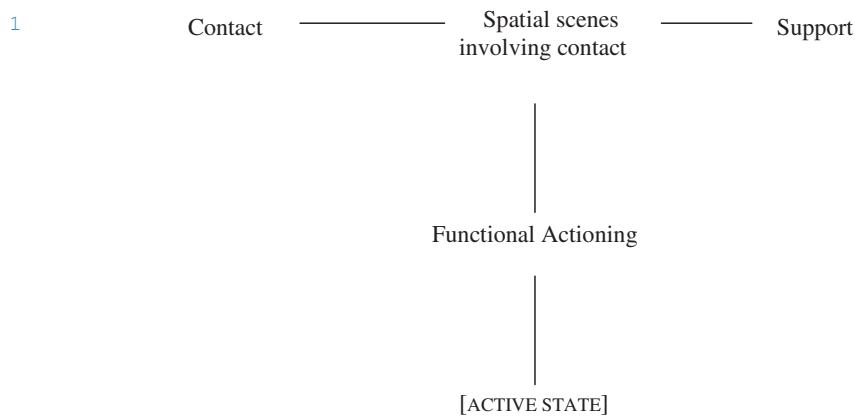 1
Contact
Spatial scenes
involving contact
Support
Functional Actioning
[ACTIVE STATE]